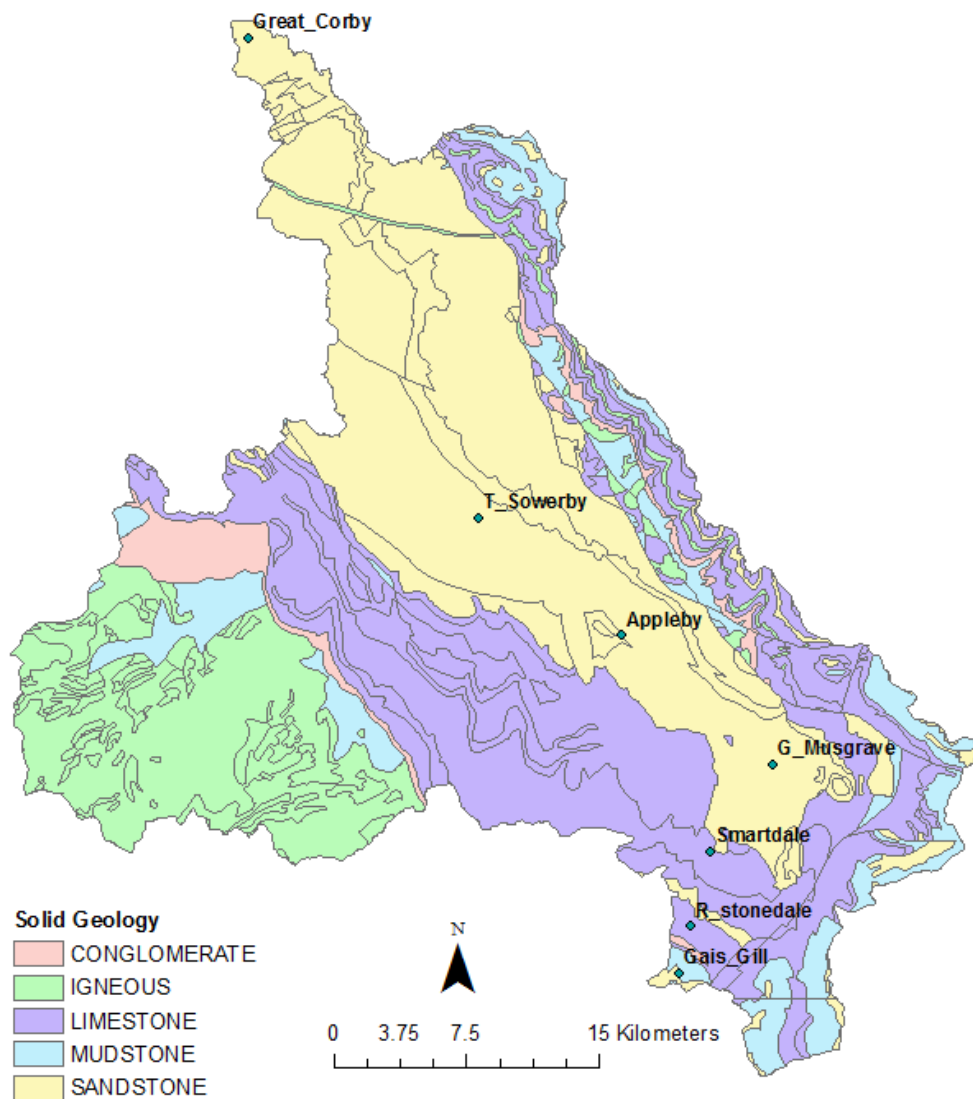 Great_Corby
T_Sowerby
Appleby
G_Musgrave
Smartdale
R_stonedale
Gais_Gill
Solid Geology
CONGLOMERATE
IGNEOUS
LIMESTONE
MUDSTONE
SANDSTONE
N
0 3.75 7.5 15 Kilometers